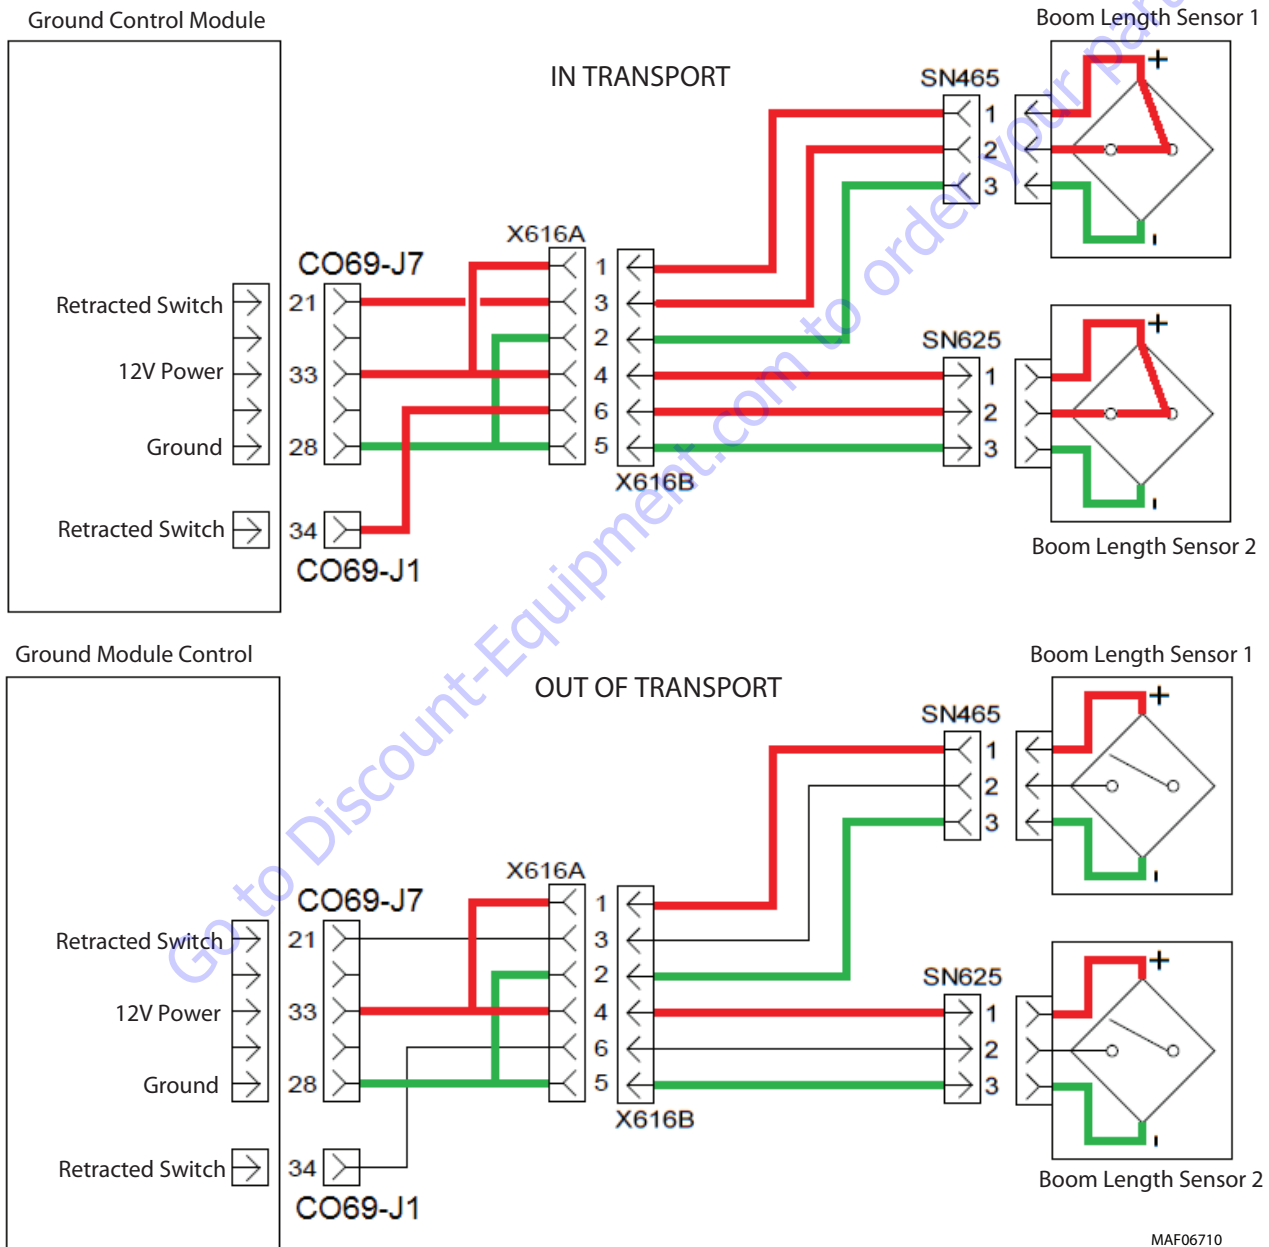 Ground Control Module
Boom Length Sensor 1
IN TRANSPORT
SN465
+
1
2
3
-
X616A
CO69-J7
1
Retracted Switch 21
3
2
12V Power 33
4
6
Ground 28
5
X616B
Retracted Switch 34
CO69-J1
SN625
+
1
2
3
-
Boom Length Sensor 2
Ground Module Control
Boom Length Sensor 1
OUT OF TRANSPORT
SN465
+
1
2
3
-
X616A
CO69-J7
1
Retracted Switch 21
3
2
12V Power 33
4
6
Ground 28
5
X616B
Retracted Switch 34
CO69-J1
SN625
+
1
2
3
-
Boom Length Sensor 2
MAF06710
Go to Discount-Equipment.com to order your